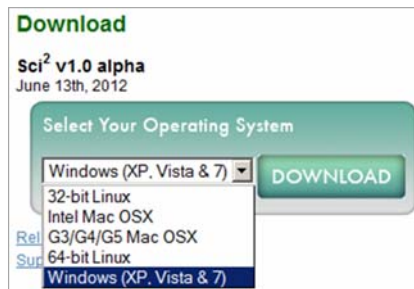 Download
Sci² v1.0 alpha
June 13th, 2012
Select Your Operating System
Windows (XP, Vista & 7)
DOWNLOAD
32-bit Linux
Intel Mac OSX
G3/G4/G5 Mac OSX
64-bit Linux
Windows (XP, Vista & 7)